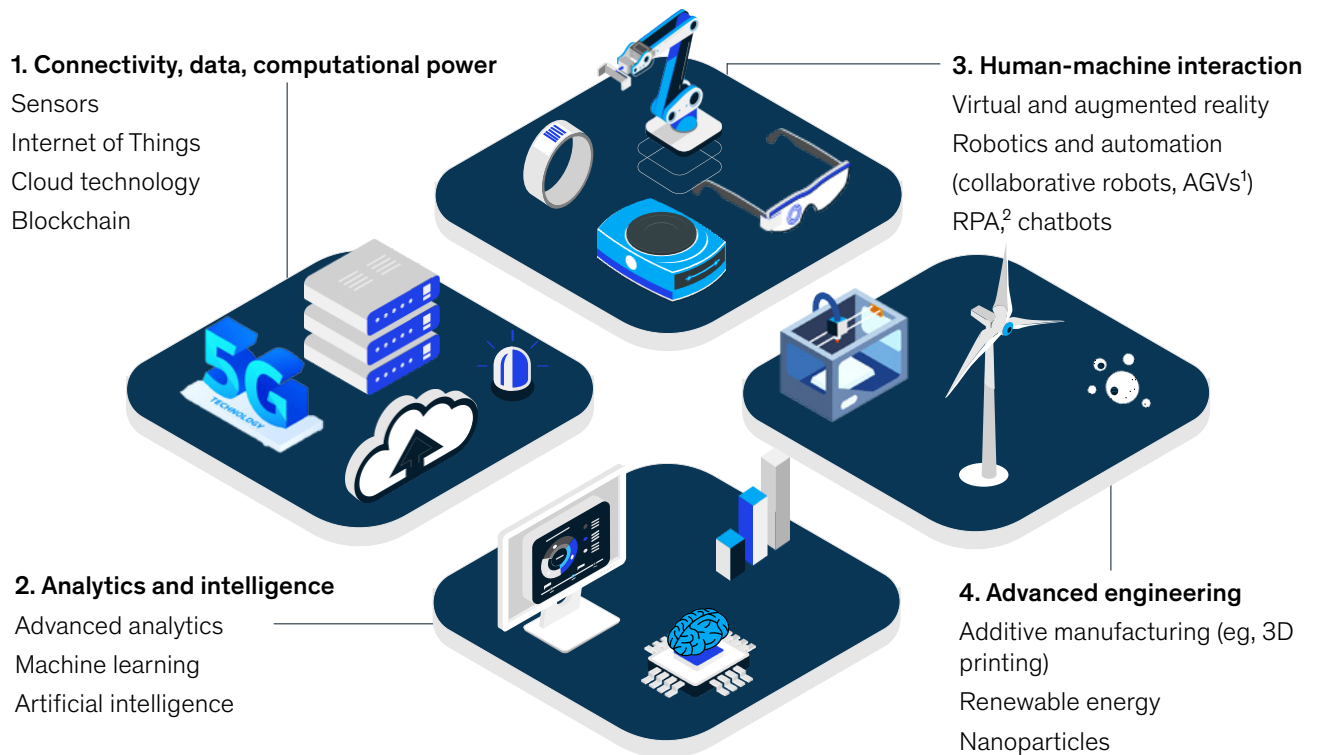 1. Connectivity, data, computational power
Sensors
Internet of Things
Cloud technology
Blockchain
3. Human-machine interaction
Virtual and augmented reality
Robotics and automation
(collaborative robots, AGVs¹)
RPA,² chatbots
5G
TECHNOLOGY
2. Analytics and intelligence
Advanced analytics
Machine learning
Artificial intelligence
4. Advanced engineering
Additive manufacturing (eg, 3D
printing)
Renewable energy
Nanoparticles